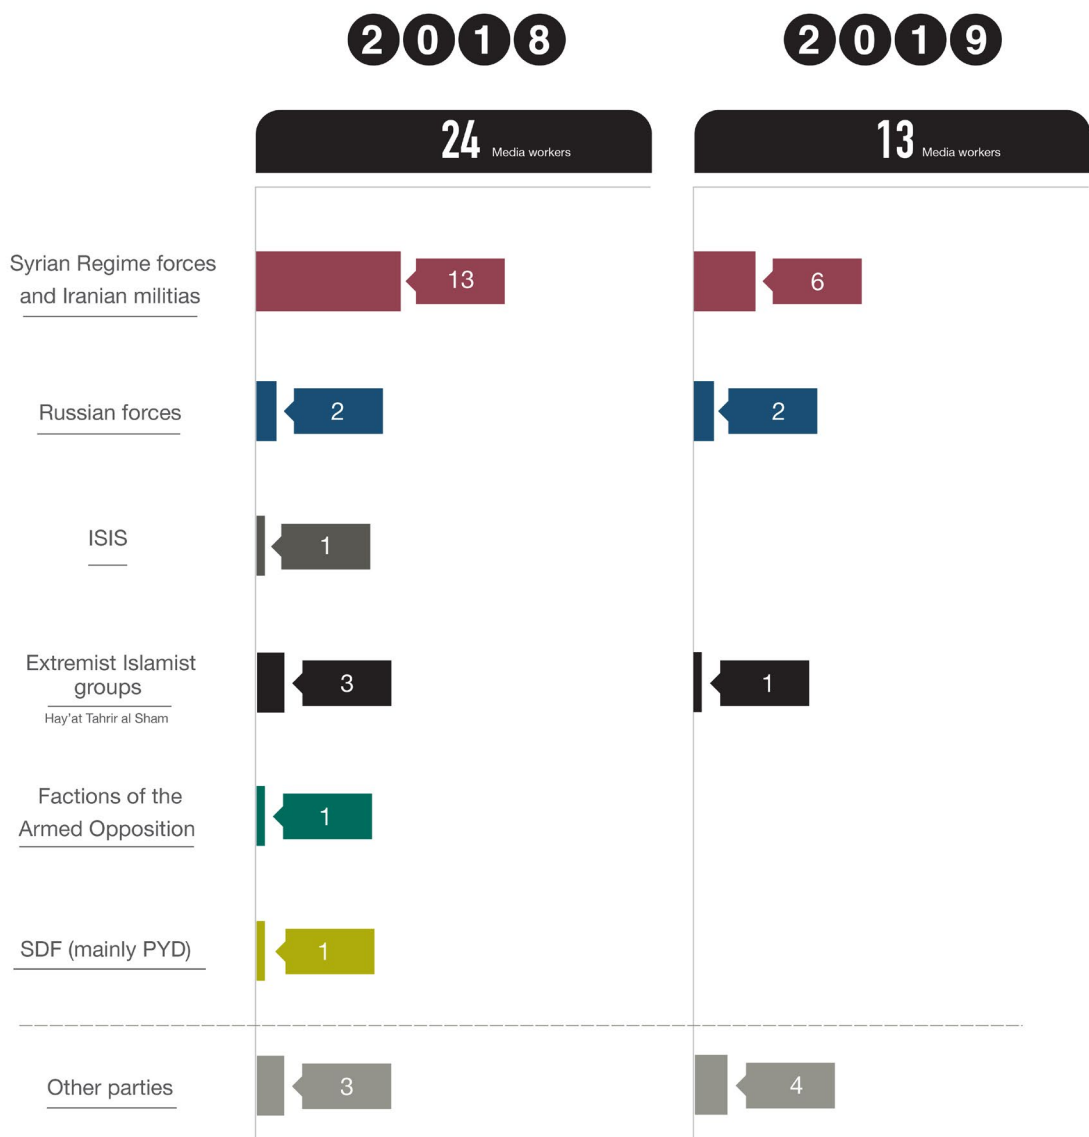 2018
2019
24 Media workers
13 Media workers
Syrian Regime forces
and Iranian militias
13
6
Russian forces
2
2
ISIS
1
Extremist Islamist
groups
Hay'at Tahrir al Sham
3
1
Factions of the
Armed Opposition
1
SDF (mainly PYD)
1
Other parties
3
4